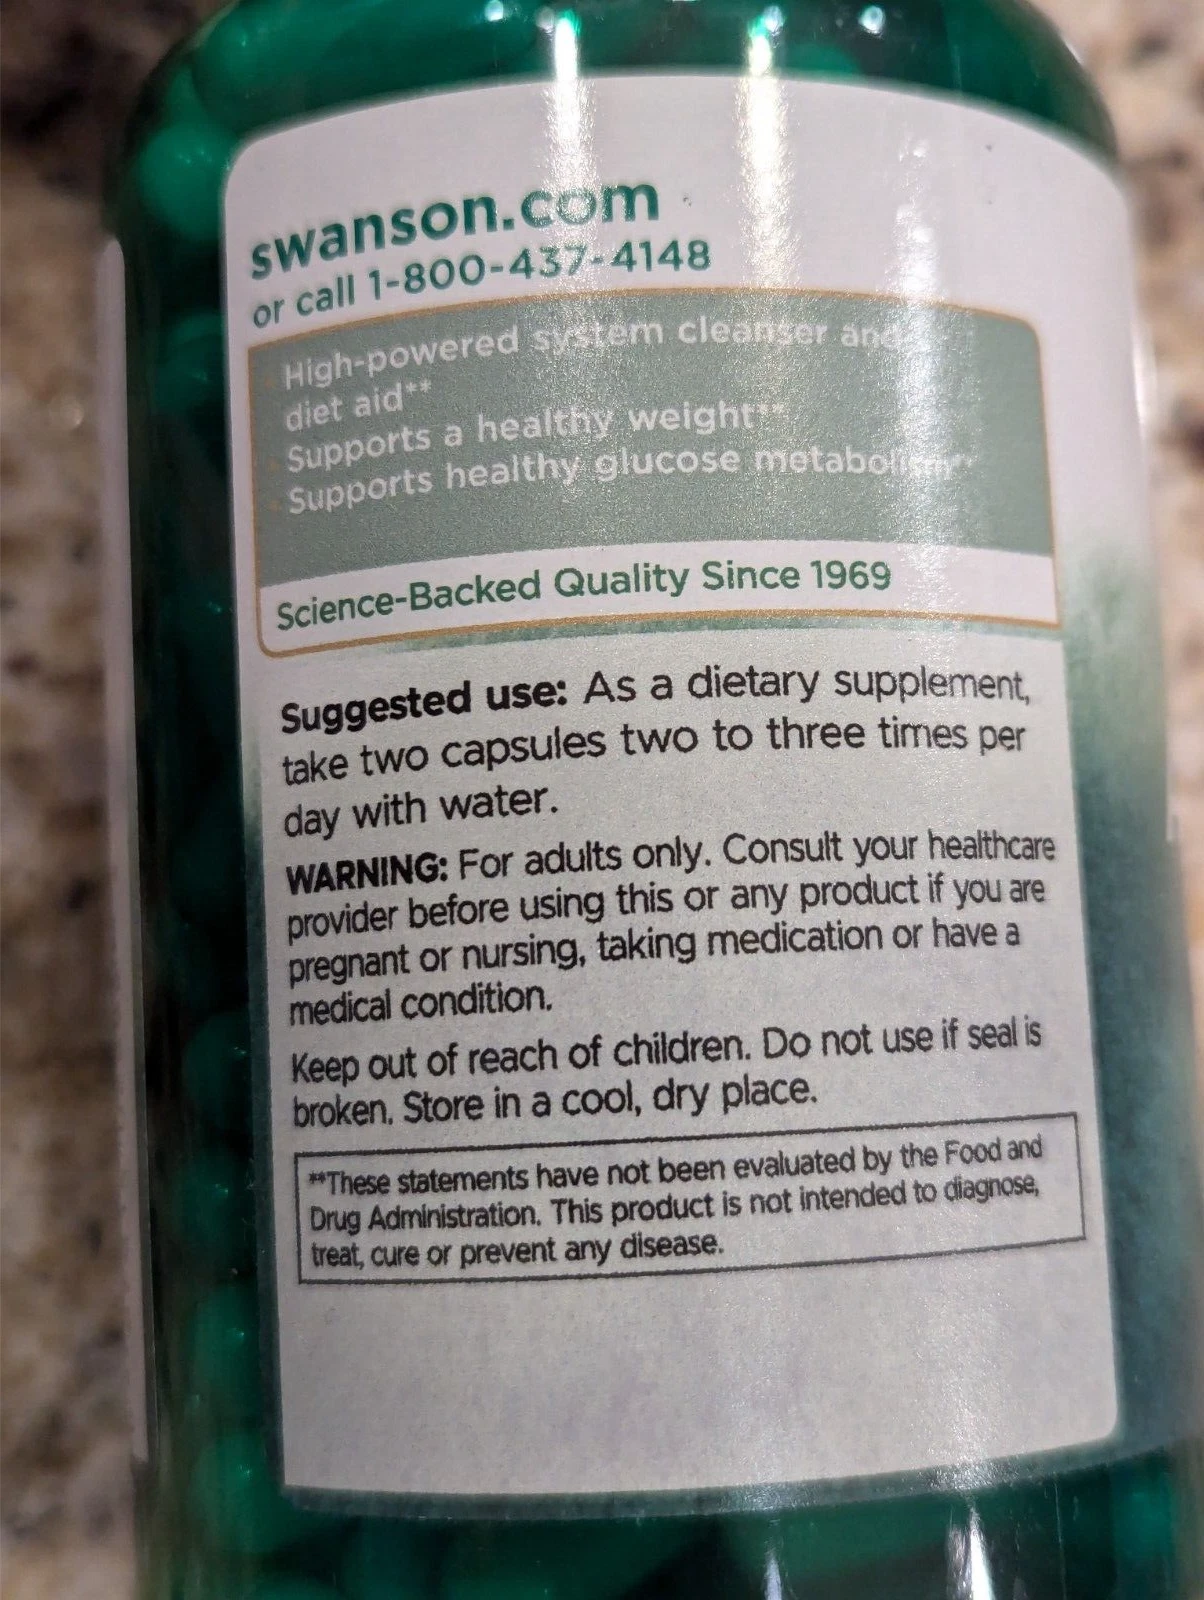 swanson.com
or call 1-800-437-4148
High-powered system cleanser and
diet aid**
Supports a healthy weight**
Supports healthy glucose metabolism**
Science-Backed Quality Since 1969
Suggested use: As a dietary supplement,
take two capsules two to three times per
day with water.
WARNING: For adults only. Consult your healthcare
provider before using this or any product if you are
pregnant or nursing, taking medication or have a
medical condition.
Keep out of reach of children. Do not use if seal is
broken. Store in a cool, dry place.
**These statements have not been evaluated by the Food and
Drug Administration. This product is not intended to diagnose,
treat, cure or prevent any disease.